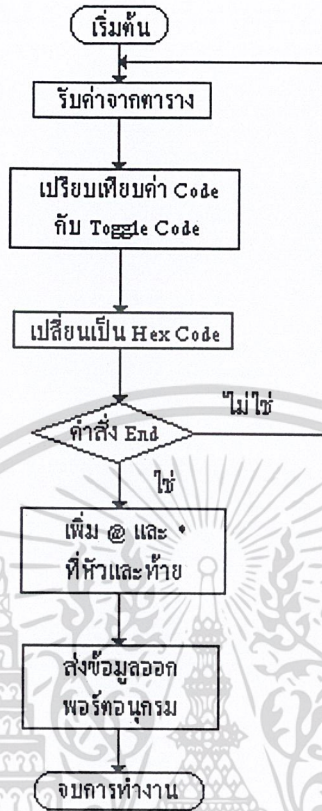 เริ่มต้น
รับค่าจากตาราง
เปรียบเทียบค่า Code
กับ Toggle Code
เปลี่ยนเป็น Hex Code
คำสั่ง End
ไม่ใช่
ใช่
เพิ่ม @ และ *
ที่หัวและท้าย
ส่งข้อมูลออก
พอร์ตอนุกรม
จบการทำงาน